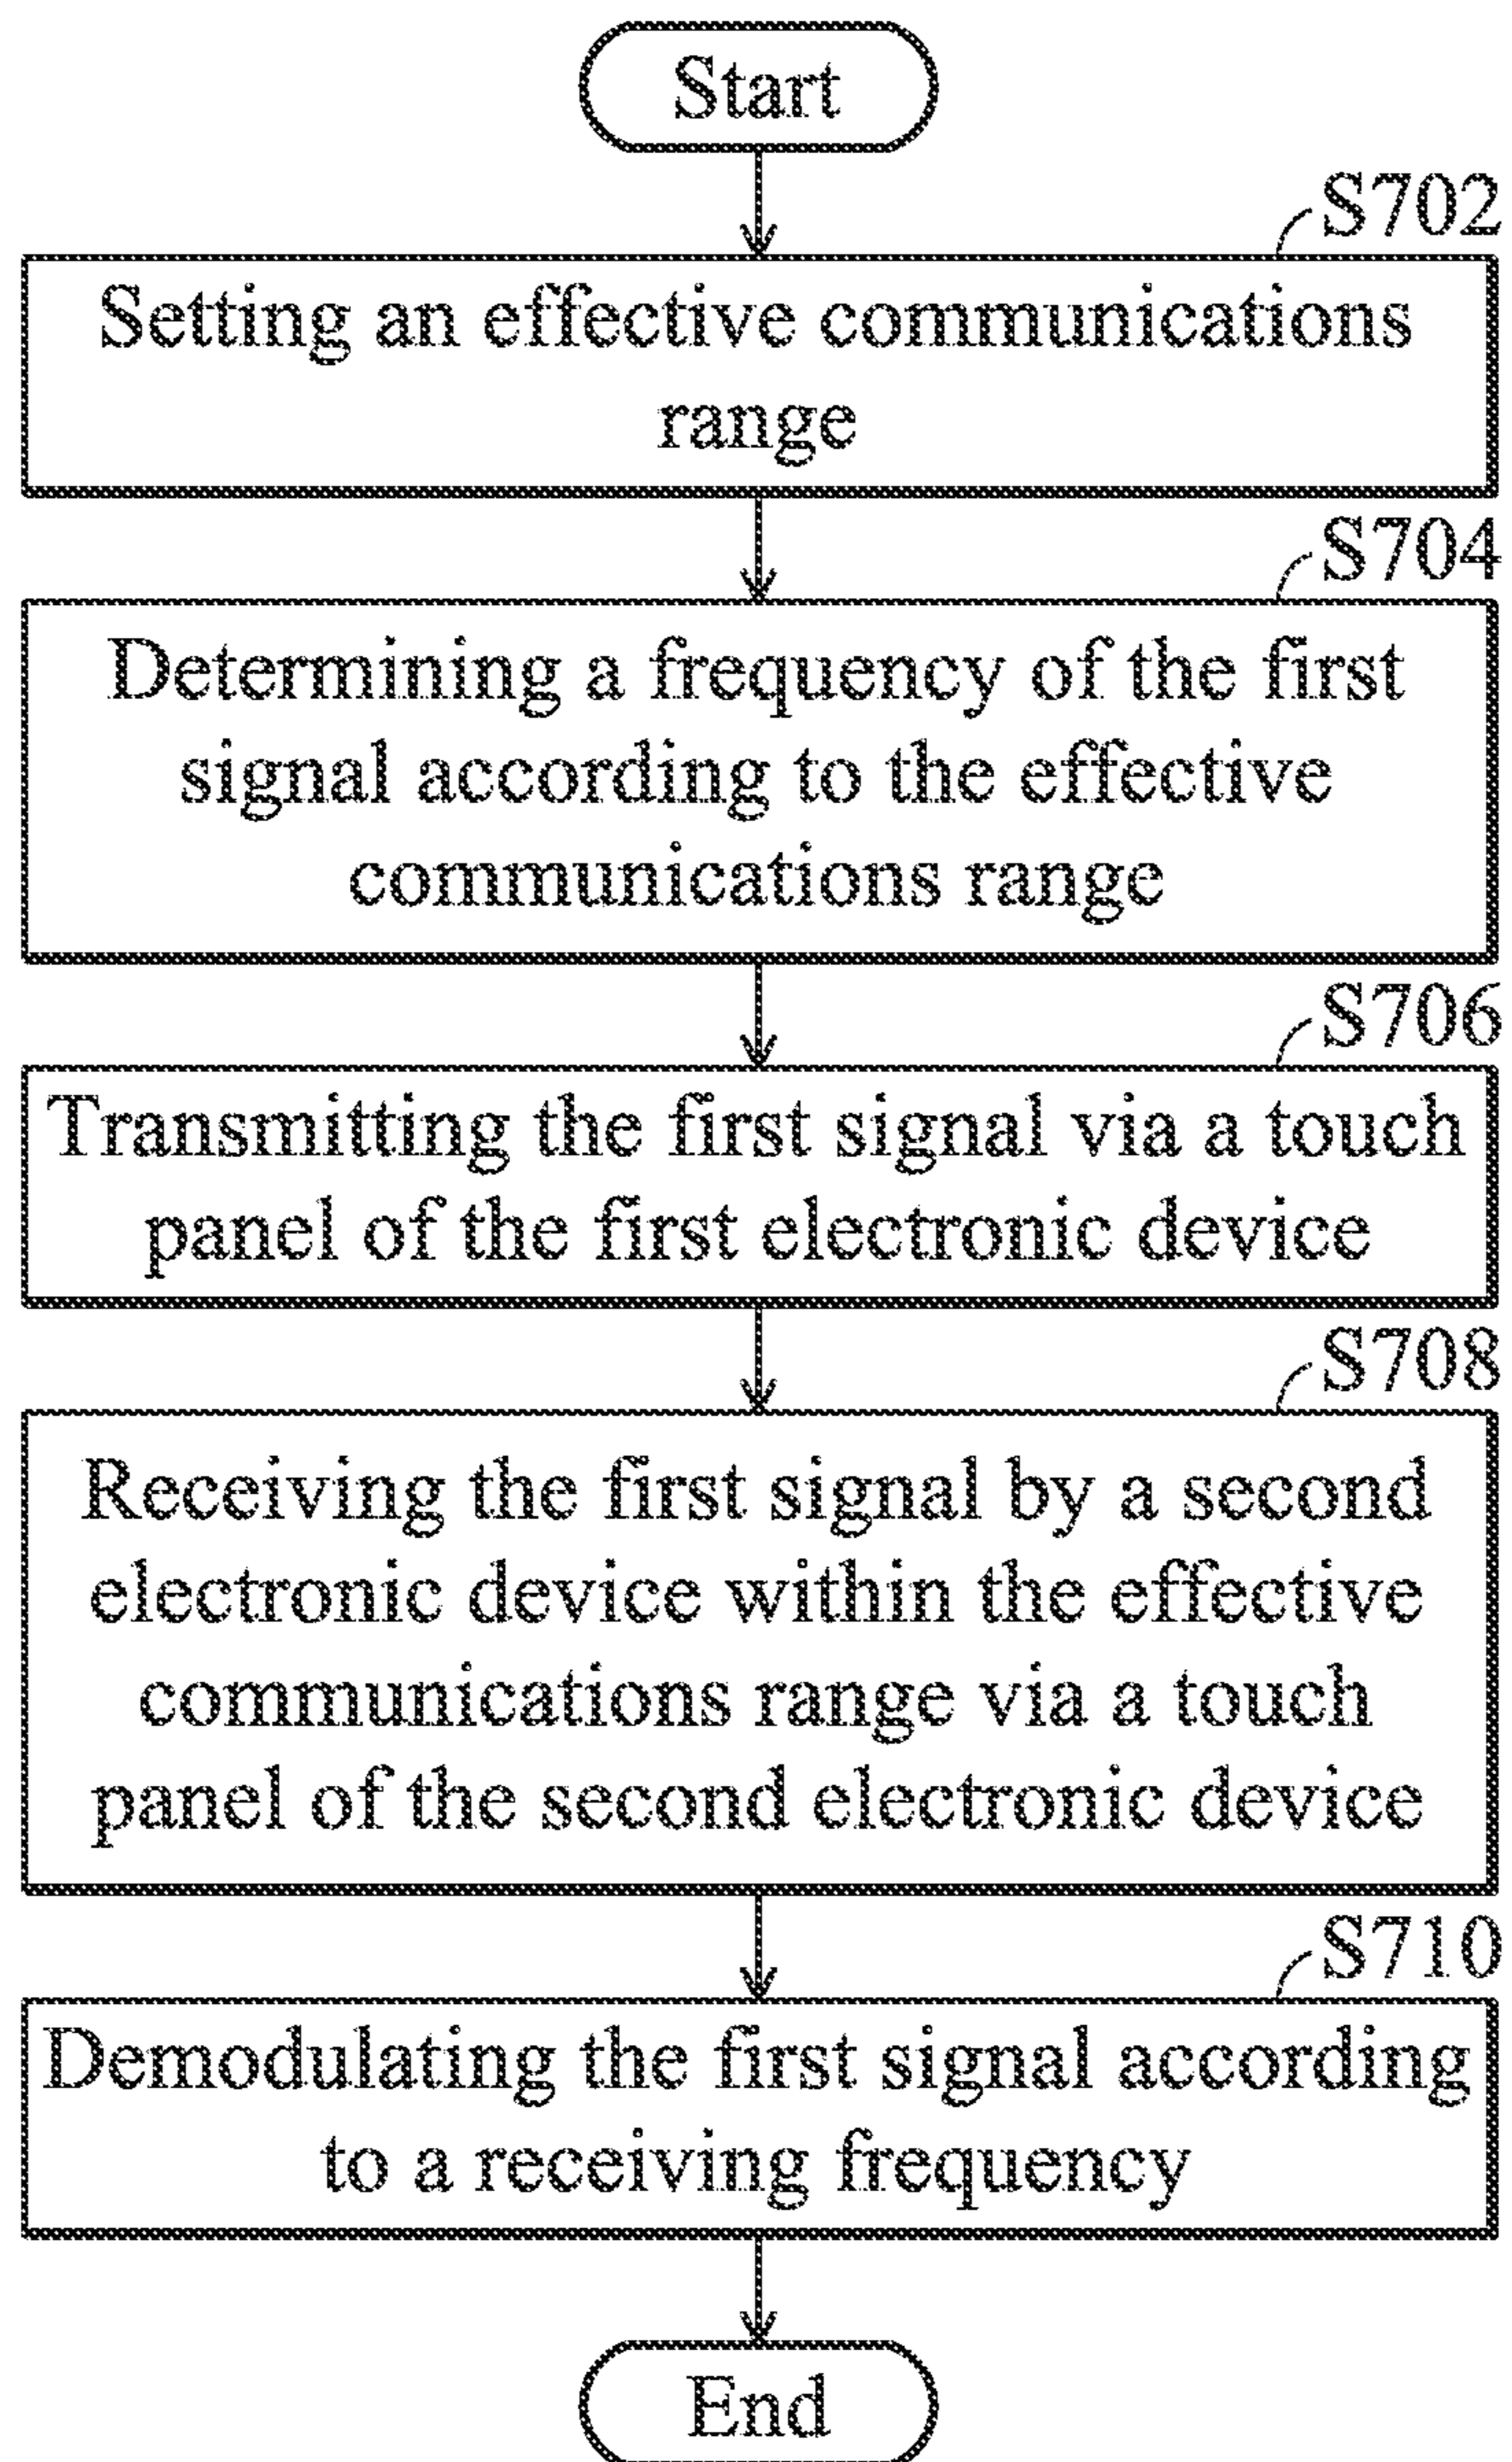 Start
S702
Setting an effective communications
range
S704
Determining a frequency of the first
signal according to the effective
communications range
S706
Transmitting the first signal via a touch
panel of the first electronic device
S708
Receiving the first signal by a second
electronic device within the effective
communications range via a touch
panel of the second electronic device
S710
Demodulating the first signal according
to a receiving frequency
End